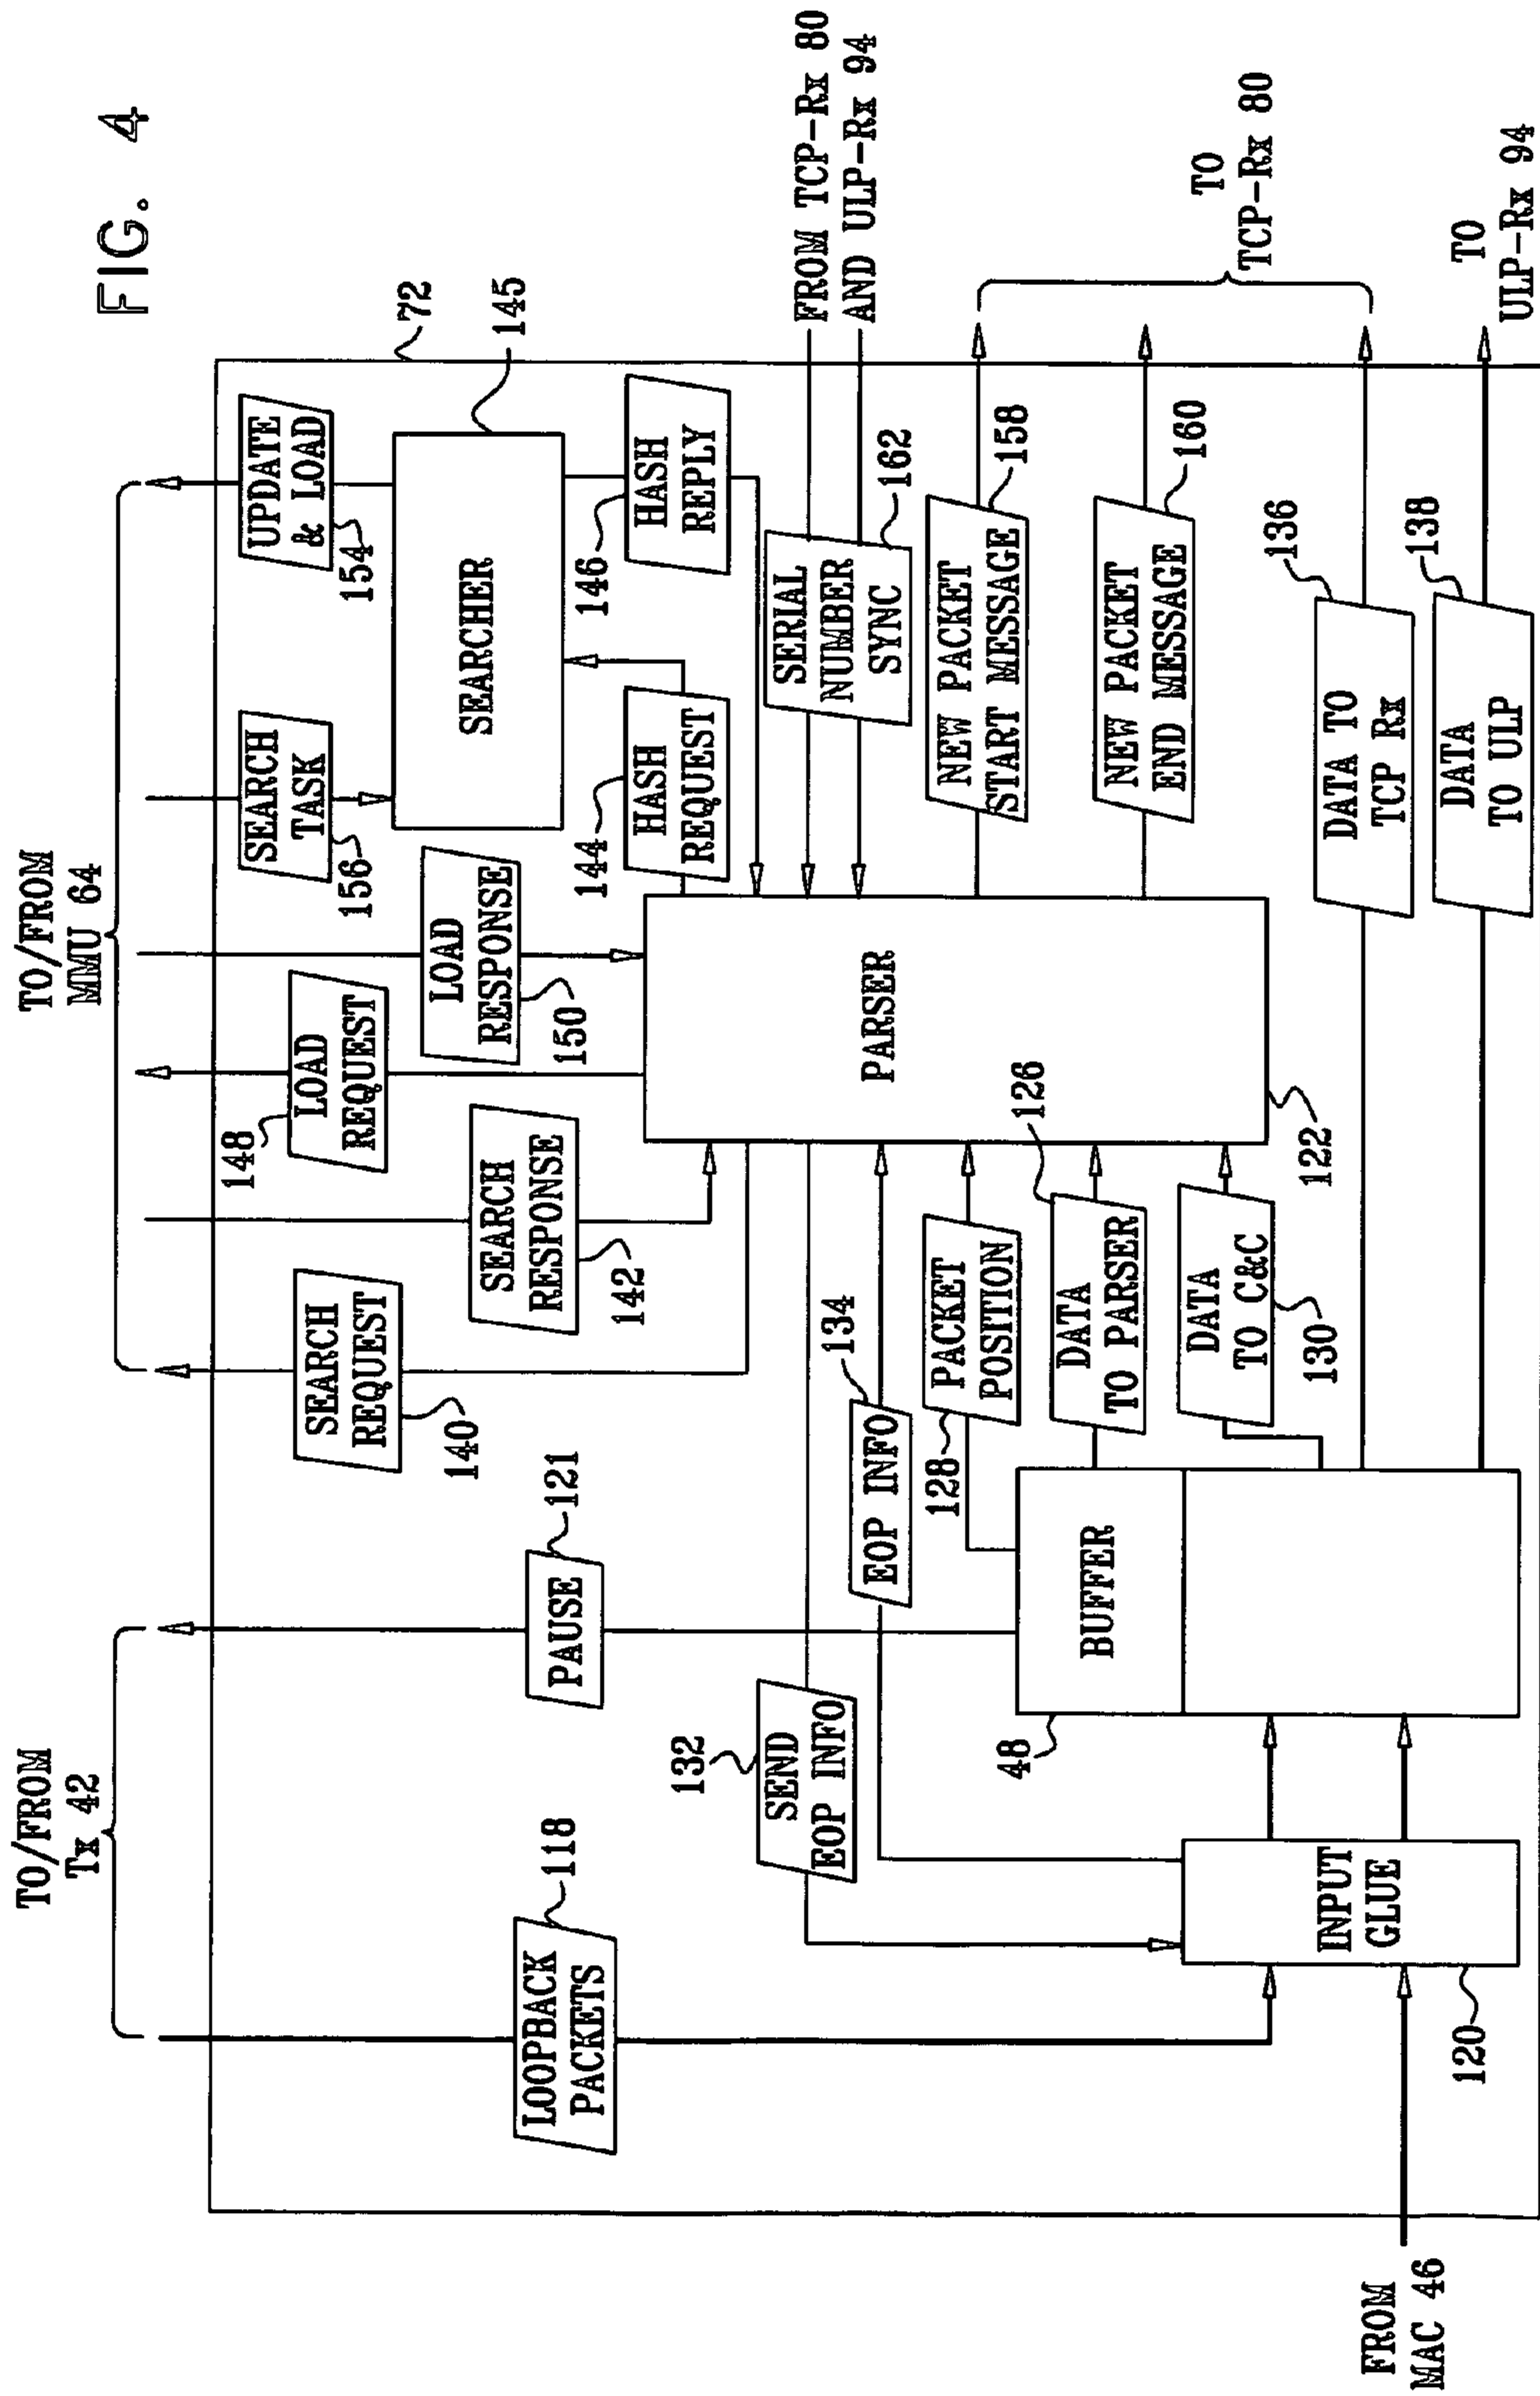 FIG. 4
TO/FROM
Tx 42
TO/FROM
MMU 64
LOOPBACK
PACKETS
118
PAUSE
121
SEARCH
REQUEST
140
SEARCH
RESPONSE
142
148
LOAD
REQUEST
LOAD
RESPONSE
150
SEARCH
TASK
156
UPDATE
& LOAD
154
72
145
SEARCHER
144
HASH
REQUEST
146
HASH
REPLY
FROM TCP-Rx 80
AND ULP-Rx 94
SERIAL
NUMBER
SYNC
162
132
SEND
EOP INFO
134
EOP INFO
PARSER
122
NEW PACKET
START MESSAGE
158
NEW PACKET
END MESSAGE
160
TO
TCP-Rx 80
128
PACKET
POSITION
126
DATA
TO PARSER
DATA
TO C&C
130
48
BUFFER
INPUT
GLUE
120
FROM
MAC 46
136
DATA TO
TCP Rx
138
DATA
TO ULP
TO
ULP-Rx 94